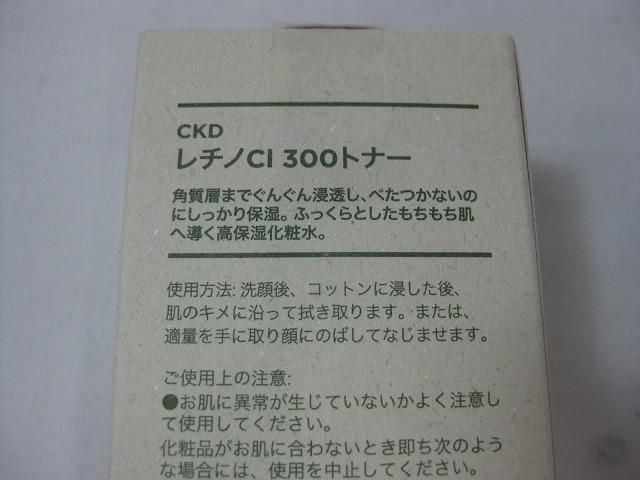 CKD
レチノCI 300トナー
角質層までぐんぐん浸透し、べたつかないの
にしっかり保湿。ふっくらとしたもちもち肌
へ導く高保湿化粧水。
使用方法: 洗顔後、コットンに浸した後、
肌のキメに沿って拭き取ります。または、
適量を手に取り顔にのばしてなじませます。
ご使用上の注意:
●お肌に異常が生じていないかよく注意し
て使用してください。
化粧品がお肌に合わないとき即ち次のよう
な場合には、使用を中止してください。